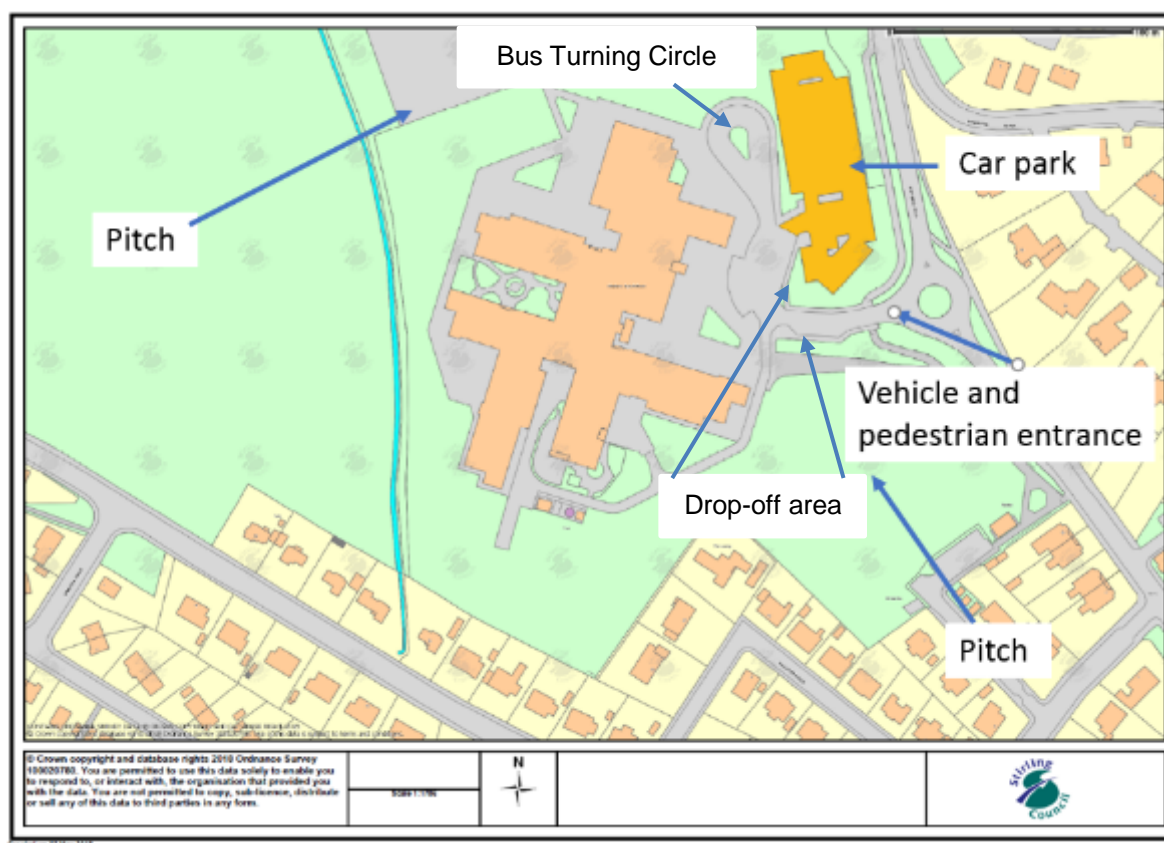 Bus Turning Circle
Car park
Pitch
Vehicle and
pedestrian entrance
Drop-off area
Pitch
© Crown copyright and database rights 2018 Ordnance Survey
100020780. You are permitted to use this data solely to enable you
to respond to, or interact with, the organisation that provided you
with the data. You are not permitted to copy, sub-licence, distribute
or sell any of this data to third parties in any form.
N
Stirling
Council